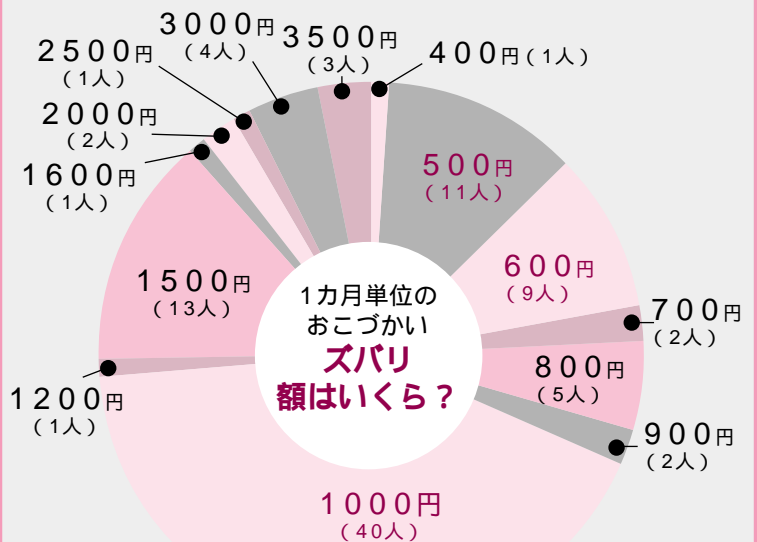 1カ月単位の
おこづかい
ズバリ
額はいくら？
400円(1人)
500円
(11人)
600円
(9人)
700円
(2人)
800円
(5人)
900円
(2人)
1000円
(40人)
1200円
(1人)
1500円
(13人)
1600円
(1人)
2000円
(2人)
2500円
(1人)
3000円
(4人)
3500円
(3人)